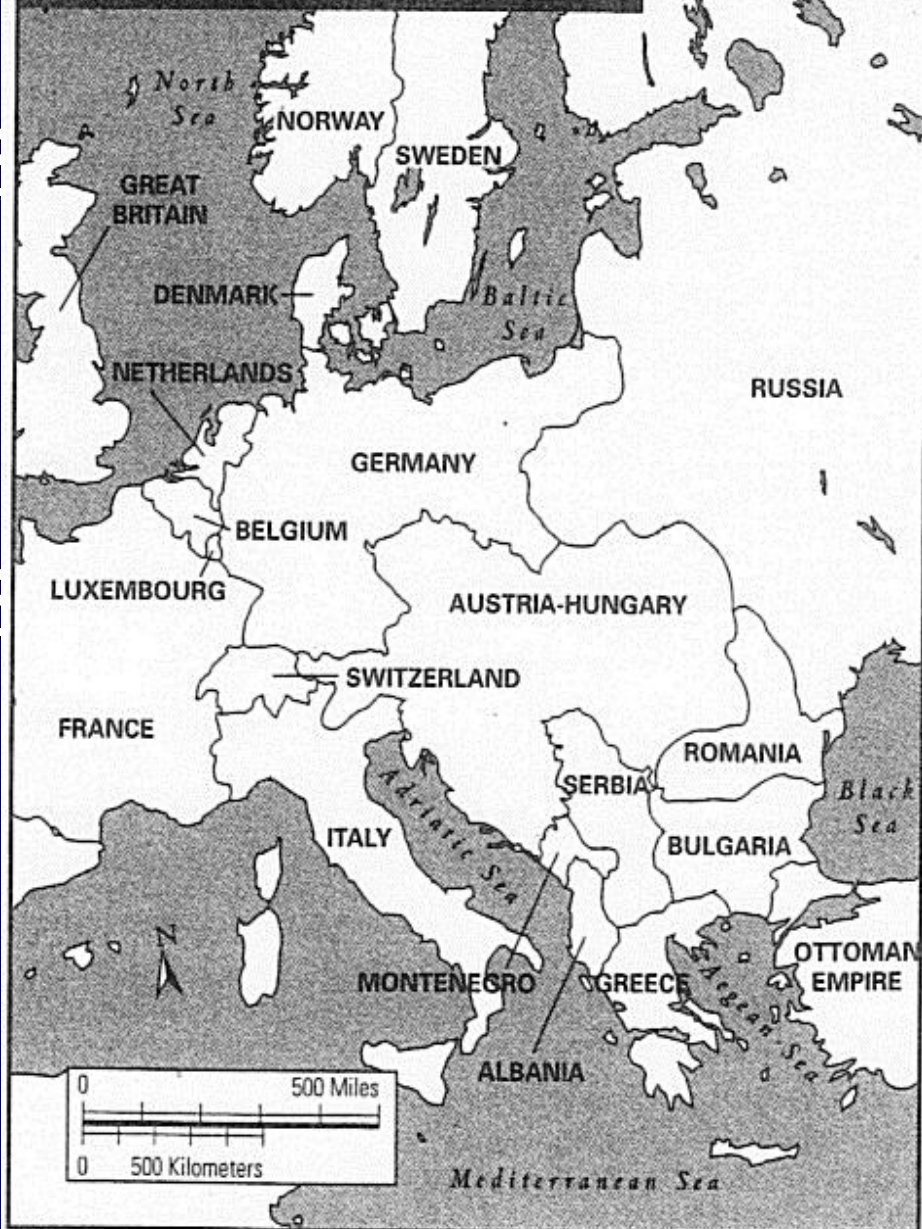 North
Sea
NORWAY
SWEDEN
GREAT
BRITAIN
DENMARK
Baltic
Sea
NETHERLANDS
RUSSIA
GERMANY
BELGIUM
LUXEMBOURG
AUSTRIA-HUNGARY
SWITZERLAND
FRANCE
ROMANIA
SERBIA
Adriatic Sea
Black
Sea
ITALY
BULGARIA
N
OTTOMAN
EMPIRE
MONTENEGRO
GREECE
Aegean Sea
ALBANIA
0 500 Miles
0 500 Kilometers
Mediterranean Sea